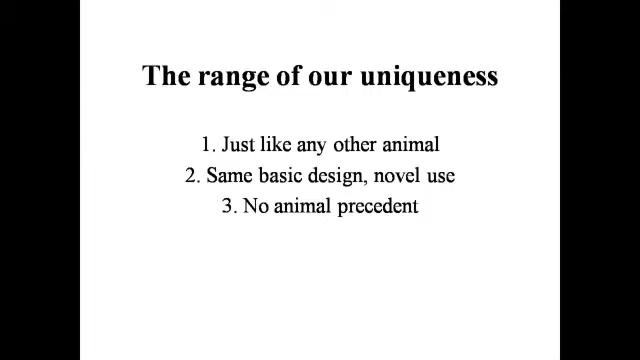 The range of our uniqueness
1. Just like any other animal
2. Same basic design, novel use
3. No animal precedent